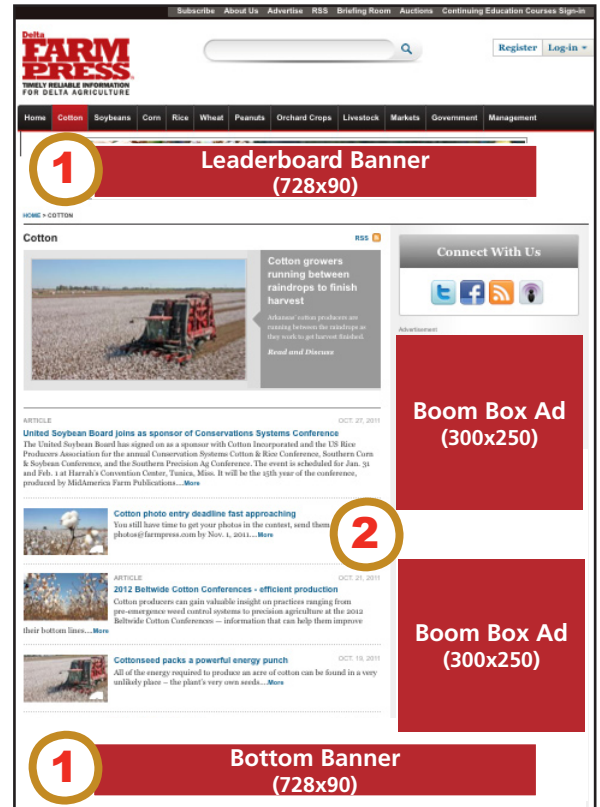 Subscribe About Us Advertise RSS Briefing Room Auctions Continuing Education Courses Sign-in
Delta
FARM
PRESS
TIMELY RELIABLE INFORMATION
FOR DELTA AGRICULTURE
Register Log-in
Home Cotton Soybeans Corn Rice Wheat Peanuts Orchard Crops Livestock Markets Government Management
1
Leaderboard Banner
(728x90)
HOME > COTTON
Cotton
RSS
Cotton growers
running between
raindrops to finish
harvest
Arkansas' cotton producers are
running between the raindrops as
they work to get harvest finished.
Read and Discuss
Connect With Us
Advertisement
Boom Box Ad
(300x250)
ARTICLE OCT. 27, 2011
United Soybean Board joins as sponsor of Conservations Systems Conference
The United Soybean Board has signed on as a sponsor with Cotton Incorporated and the US Rice
Producers Association for the annual Conservation Systems Cotton & Rice Conference, Southern Corn
& Soybean Conference, and the Southern Precision Ag Conference. The event is scheduled for Jan. 31
and Feb. 1 at Harrah's Convention Center, Tunica, Miss. It will be the 15th year of the conference,
produced by MidAmerica Farm Publications....More
Cotton photo entry deadline fast approaching
You still have time to get your photos in the contest, send them
photos@farmpress.com by Nov. 1, 2011....More
2
ARTICLE OCT. 21, 2011
2012 Beltwide Cotton Conferences - efficient production
Cotton producers can gain valuable insight on practices ranging from
pre-emergence weed control systems to precision agriculture at the 2012
Beltwide Cotton Conferences — information that can help them improve
their bottom lines....More
Boom Box Ad
(300x250)
Cottonseed packs a powerful energy punch OCT. 19, 2011
All of the energy required to produce an acre of cotton can be found in a very
unlikely place – the plant's very own seeds....More
1
Bottom Banner
(728x90)